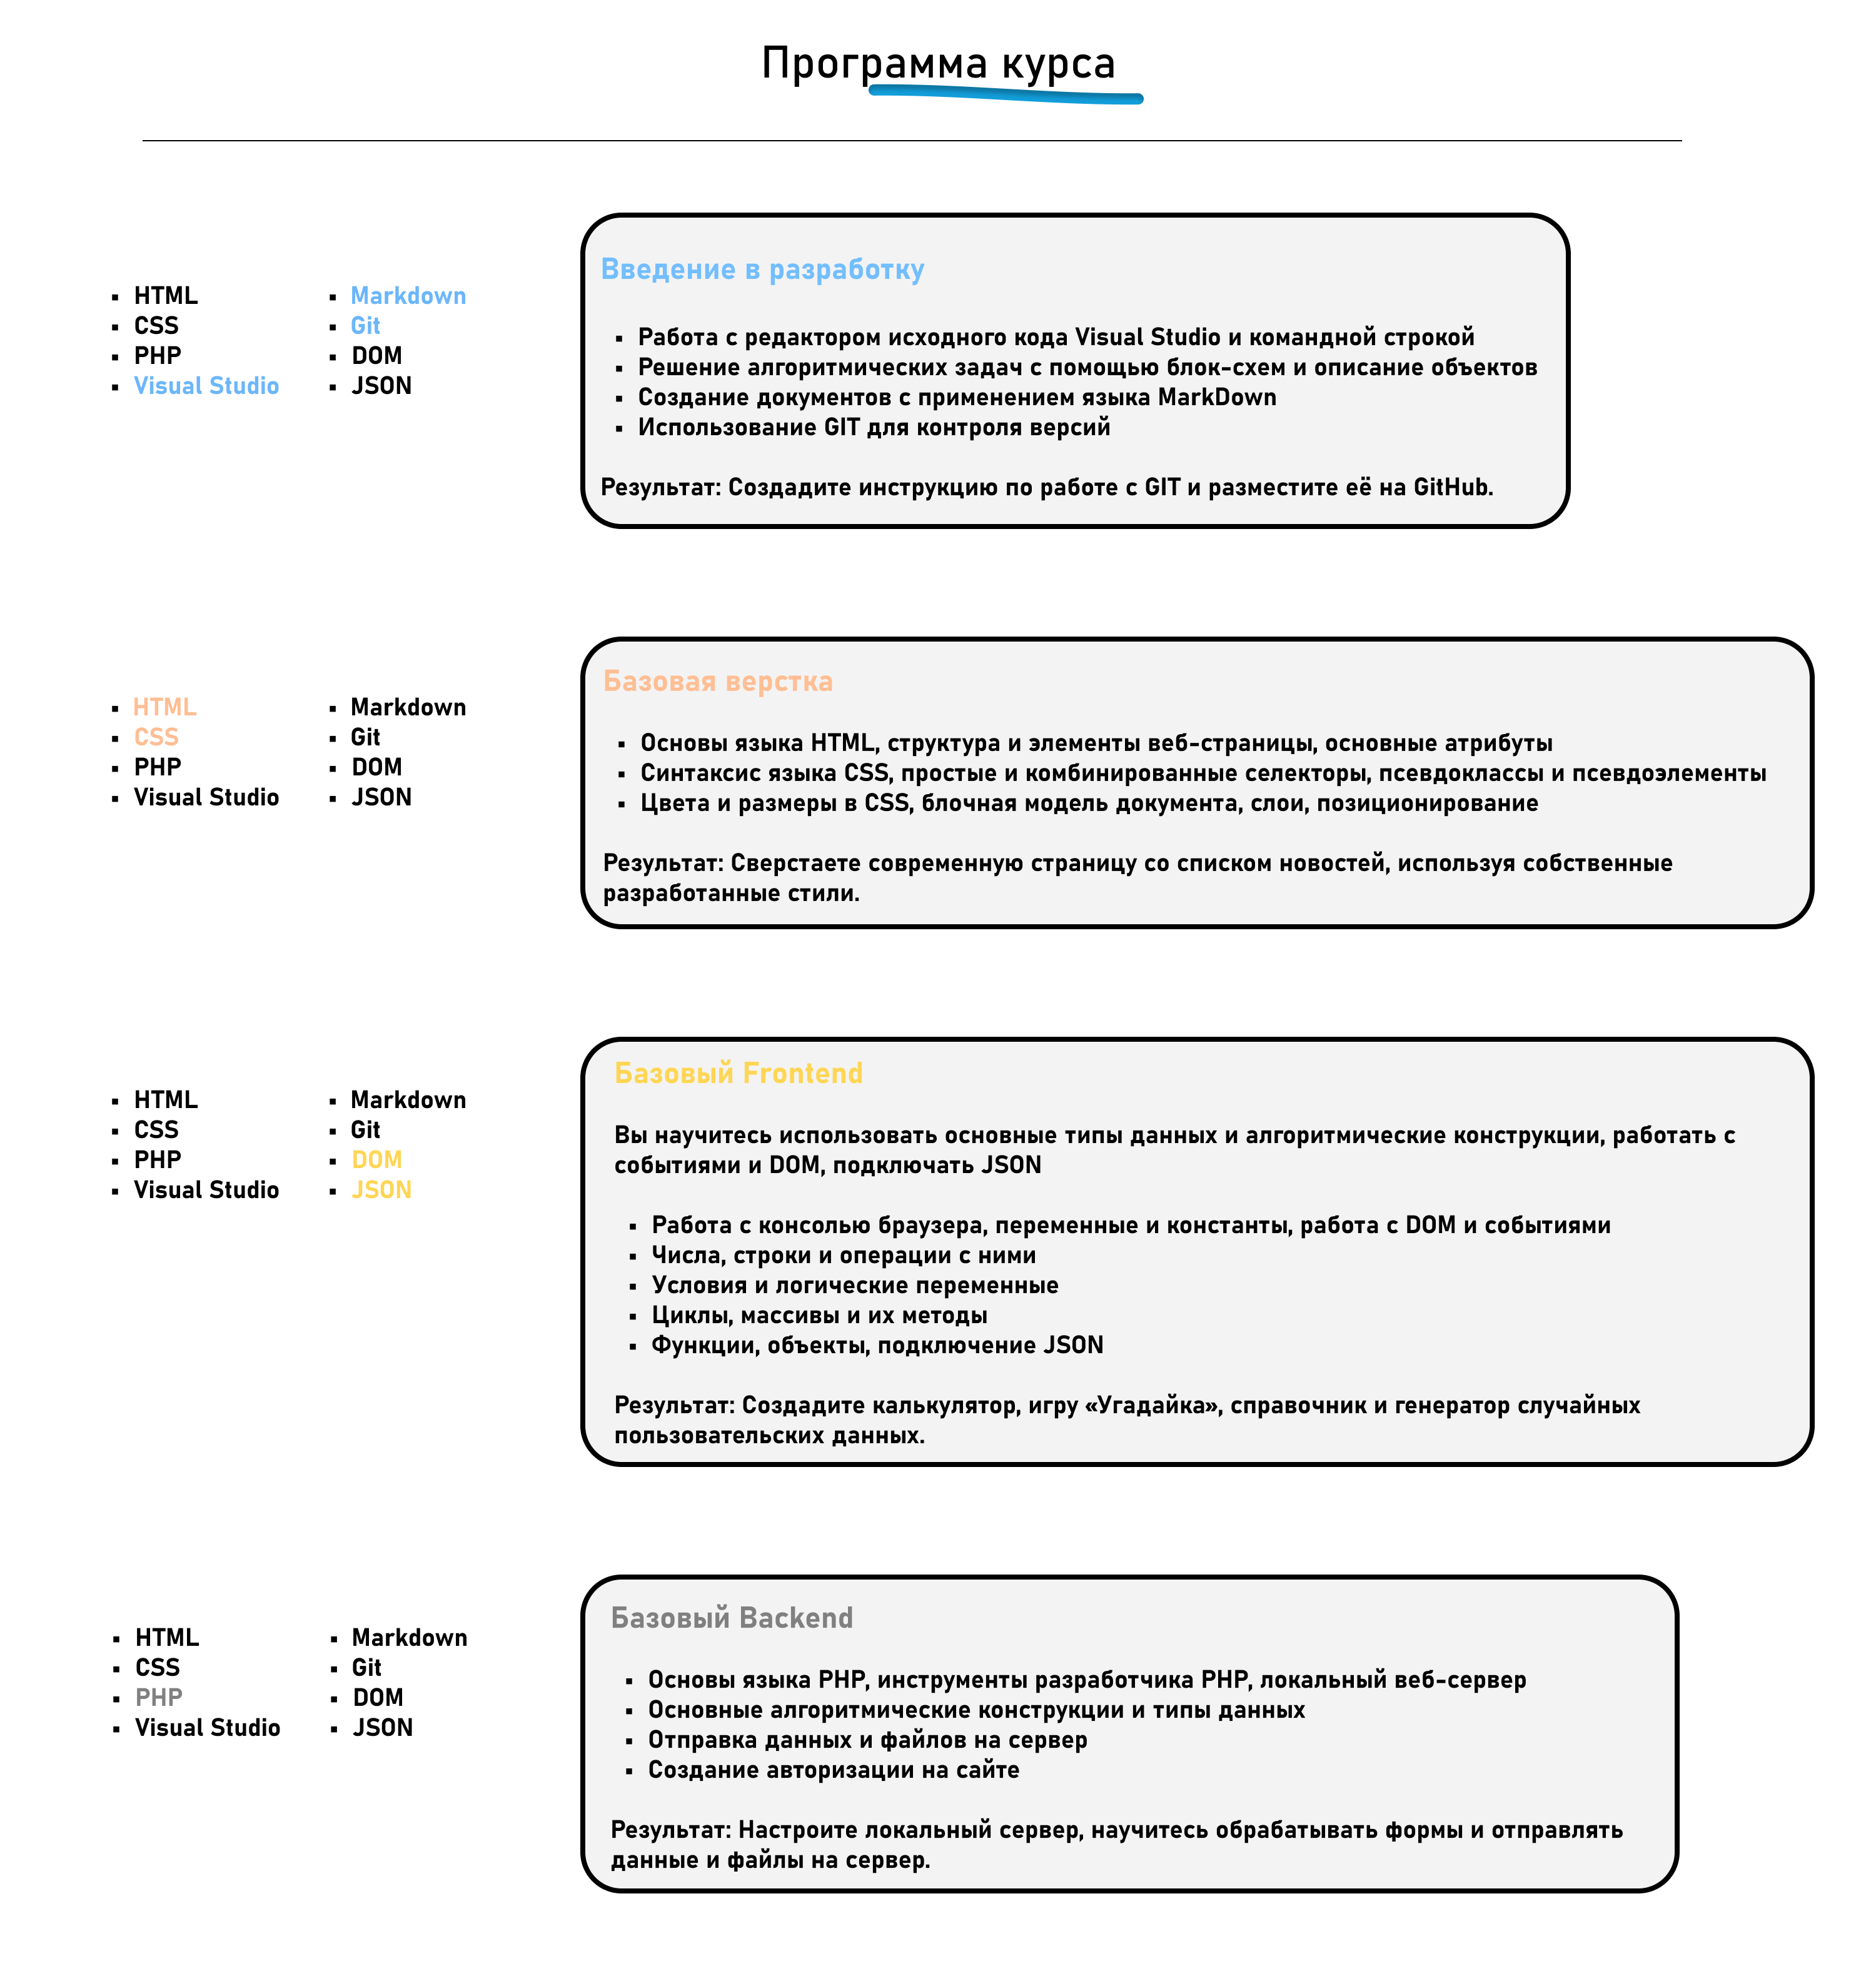 Программа курса
HTML
CSS
PHP
Visual Studio
Markdown
Git
DOM
JSON
Введение в разработку
Работа с редактором исходного кода Visual Studio и командной строкой
Решение алгоритмических задач с помощью блок-схем и описание объектов
Создание документов с применением языка MarkDown
Использование GIT для контроля версий
Результат: Создадите инструкцию по работе с GIT и разместите её на GitHub.
HTML
CSS
PHP
Visual Studio
Markdown
Git
DOM
JSON
Базовая верстка
Основы языка HTML, структура и элементы веб-страницы, основные атрибуты
Синтаксис языка CSS, простые и комбинированные селекторы, псевдоклассы и псевдоэлементы
Цвета и размеры в CSS, блочная модель документа, слои, позиционирование
Результат: Сверстаете современную страницу со списком новостей, используя собственные
разработанные стили.
HTML
CSS
PHP
Visual Studio
Markdown
Git
DOM
JSON
Базовый Frontend
Вы научитесь использовать основные типы данных и алгоритмические конструкции, работать с
событиями и DOM, подключать JSON
Работа с консолью браузера, переменные и константы, работа с DOM и событиями
Числа, строки и операции с ними
Условия и логические переменные
Циклы, массивы и их методы
Функции, объекты, подключение JSON
Результат: Создадите калькулятор, игру «Угадайка», справочник и генератор случайных
пользовательских данных.
HTML
CSS
PHP
Visual Studio
Markdown
Git
DOM
JSON
Базовый Backend
Основы языка PHP, инструменты разработчика PHP, локальный веб-сервер
Основные алгоритмические конструкции и типы данных
Отправка данных и файлов на сервер
Создание авторизации на сайте
Результат: Настроите локальный сервер, научитесь обрабатывать формы и отправлять
данные и файлы на сервер.